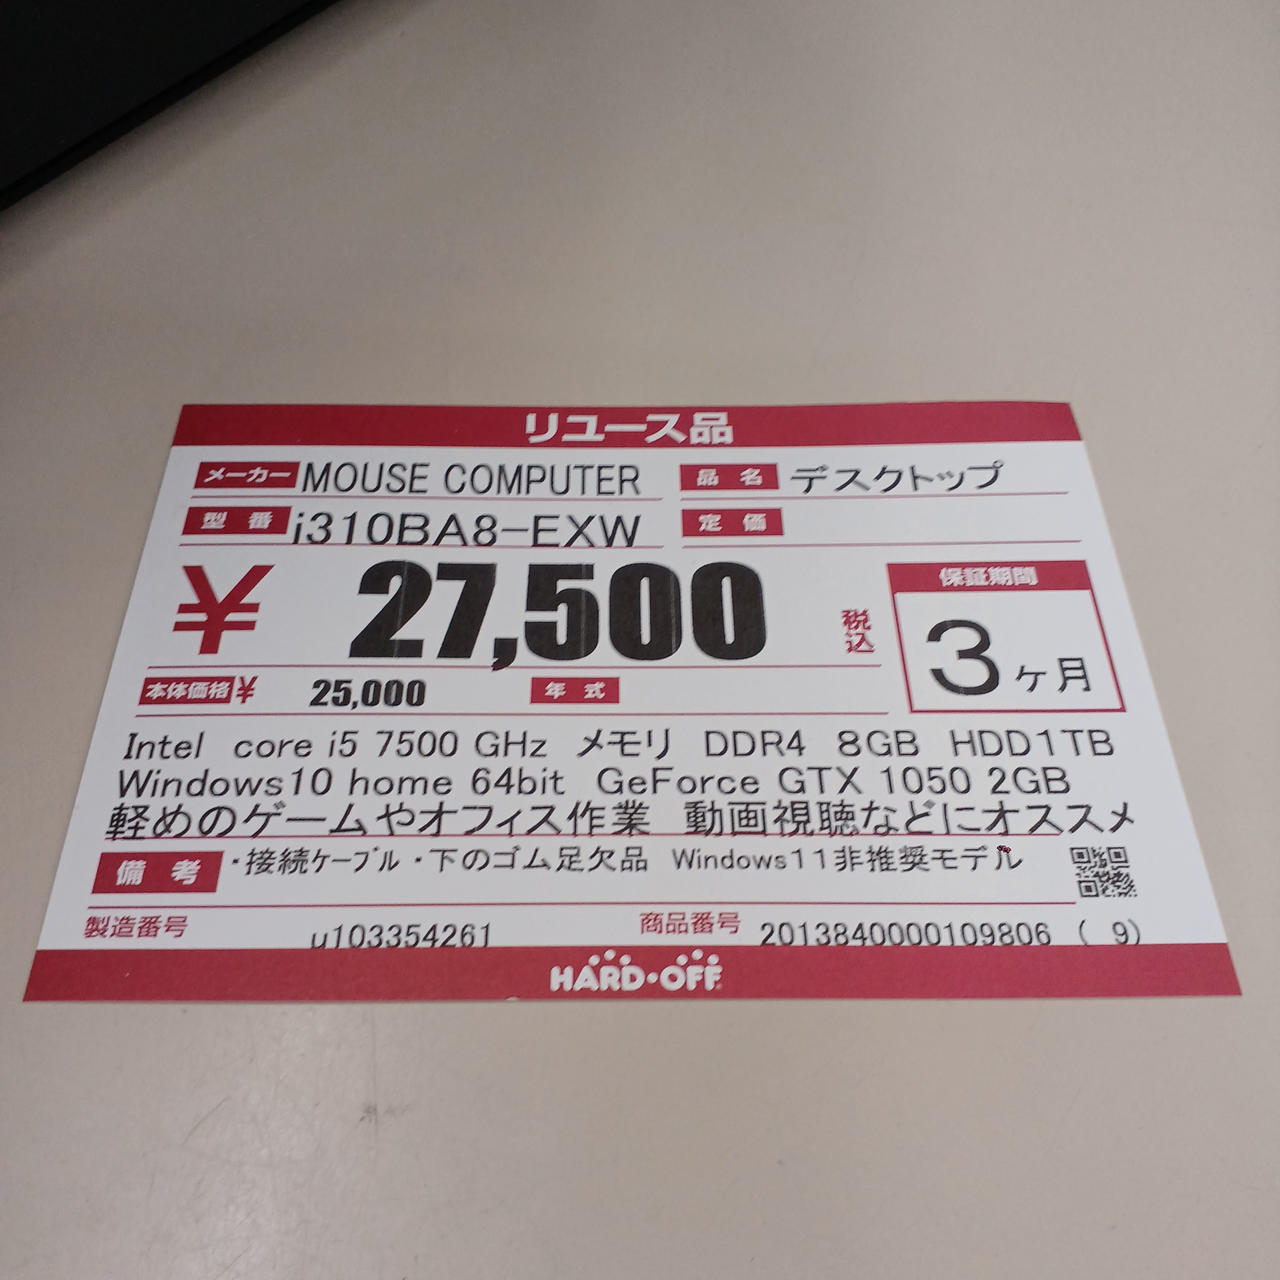 リユース品
メーカー MOUSE COMPUTER 品名 デスクトップ
型番 i310BA8-EXW 定価
¥ 27,500 税込
保証期間
3ヶ月
本体価格¥ 25,000 年式
Intel core i5 7500 GHz メモリ DDR4 8GB HDD1TB
Windows10 home 64bit GeForce GTX 1050 2GB
軽めのゲームやオフィス作業 動画視聴などにオススメ
備考 ・接続ケーブル・下のゴム足欠品 Windows11非推奨モデル
製造番号 u103354261 商品番号 2013840000109806 ( 9)
HARD・OFF